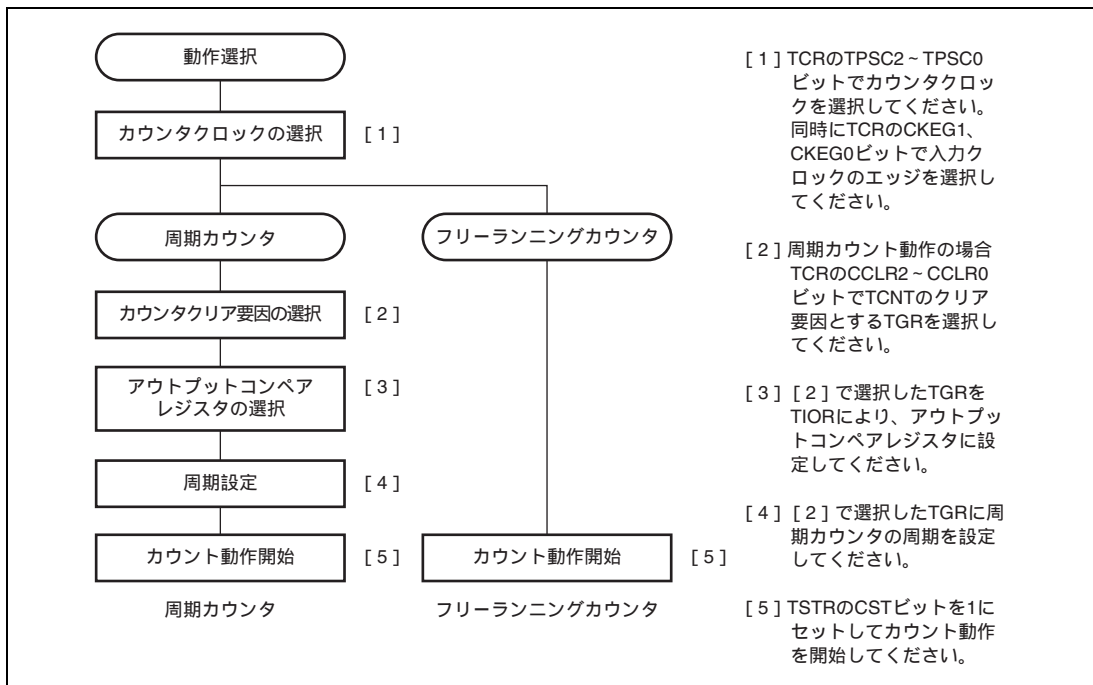 動作選択
カウンタクロックの選択 [1]
周期カウンタ フリーランニングカウンタ
カウンタクリア要因の選択 [2]
アウトプットコンペア
レジスタの選択 [3]
周期設定 [4]
カウント動作開始 [5] カウント動作開始 [5]
周期カウンタ フリーランニングカウンタ
[1] TCRのTPSC2~TPSC0
ビットでカウンタクロッ
クを選択してください。
同時にTCRのCKEG1、
CKEG0ビットで入力ク
ロックのエッジを選択し
てください。
[2] 周期カウント動作の場合
TCRのCCLR2~CCLR0
ビットでTCNTのクリア
要因とするTGRを選択し
てください。
[3] [2]で選択したTGRを
TIORにより、アウトプッ
トコンペアレジスタに設
定してください。
[4] [2]で選択したTGRに周
期カウンタの周期を設定
してください。
[5] TSTRのCSTビットを1に
セットしてカウント動作
を開始してください。